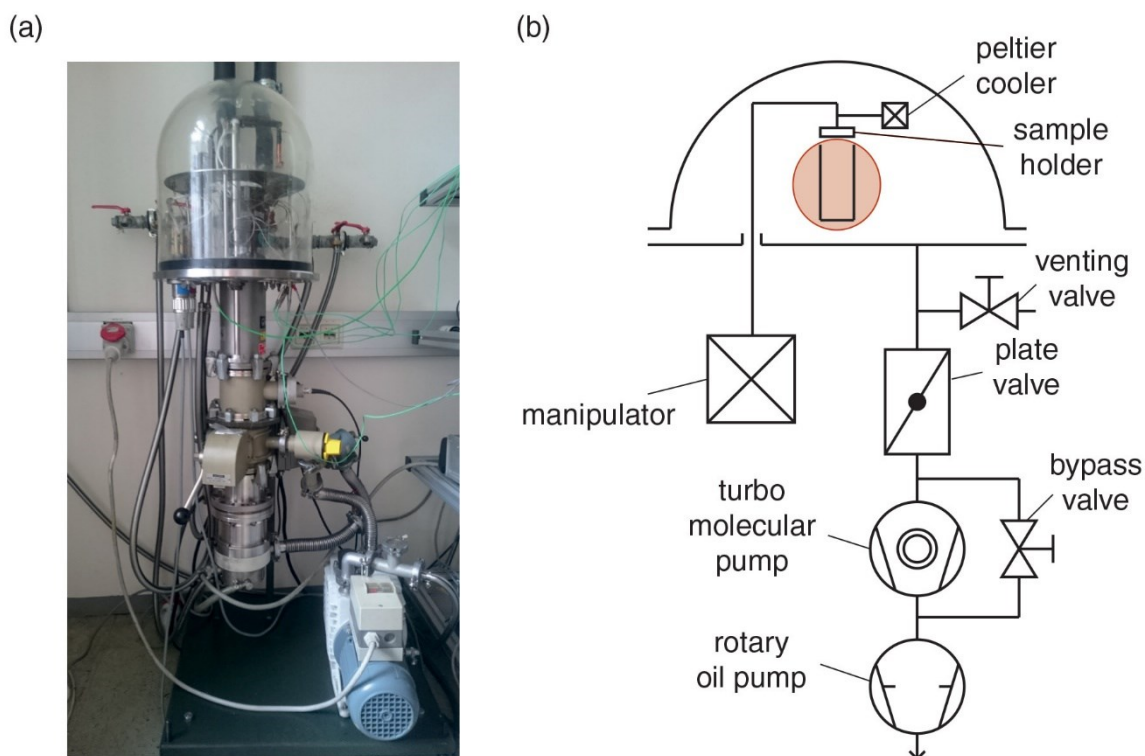 (a)
(b)
peltier
cooler
sample
holder
venting
valve
plate
valve
manipulator
bypass
valve
turbo
molecular
pump
rotary
oil pump